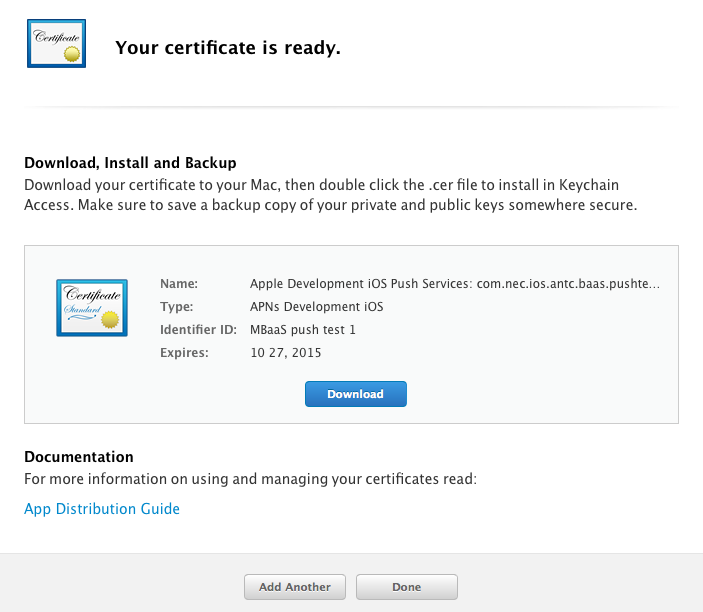 Certificate
Your certificate is ready.
Download, Install and Backup
Download your certificate to your Mac, then double click the .cer file to install in Keychain
Access. Make sure to save a backup copy of your private and public keys somewhere secure.
Certificate
Standard
Name: Apple Development iOS Push Services: com.nec.ios.antc.baas.pushte...
Type: APNs Development iOS
Identifier ID: MBaaS push test 1
Expires: 10 27, 2015
Download
Documentation
For more information on using and managing your certificates read:
App Distribution Guide
Add Another Done